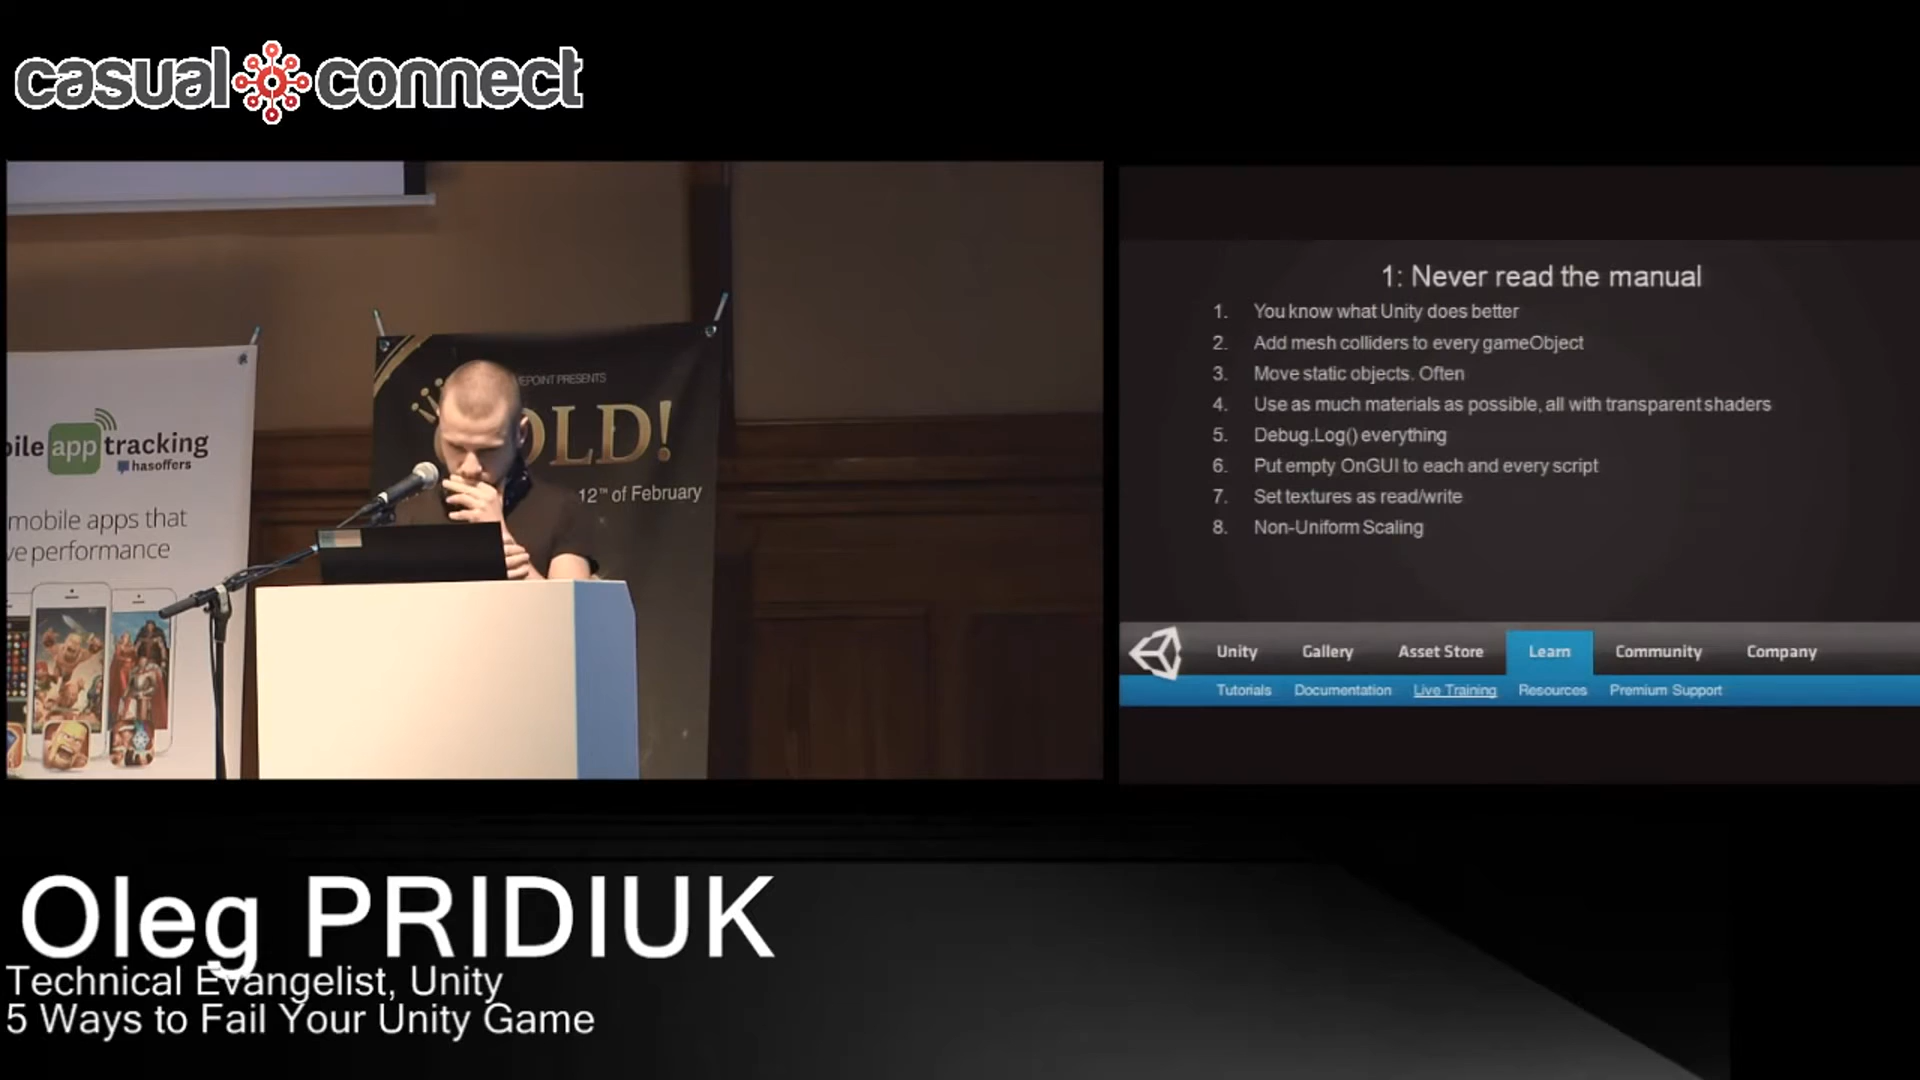 casual connect
ile app tracking
hasoffers
mobile apps that
ve performance
EPOINT PRESENTS
OLD!
12TH of February
1: Never read the manual
1. You know what Unity does better
2. Add mesh colliders to every gameObject
3. Move static objects. Often
4. Use as much materials as possible, all with transparent shaders
5. Debug.Log() everything
6. Put empty OnGUI to each and every script
7. Set textures as read/write
8. Non-Uniform Scaling
Unity Gallery Asset Store Learn Community Company
Tutorials Documentation Live Training Resources Premium Support
Oleg PRIDIUK
Technical Evangelist, Unity
5 Ways to Fail Your Unity Game